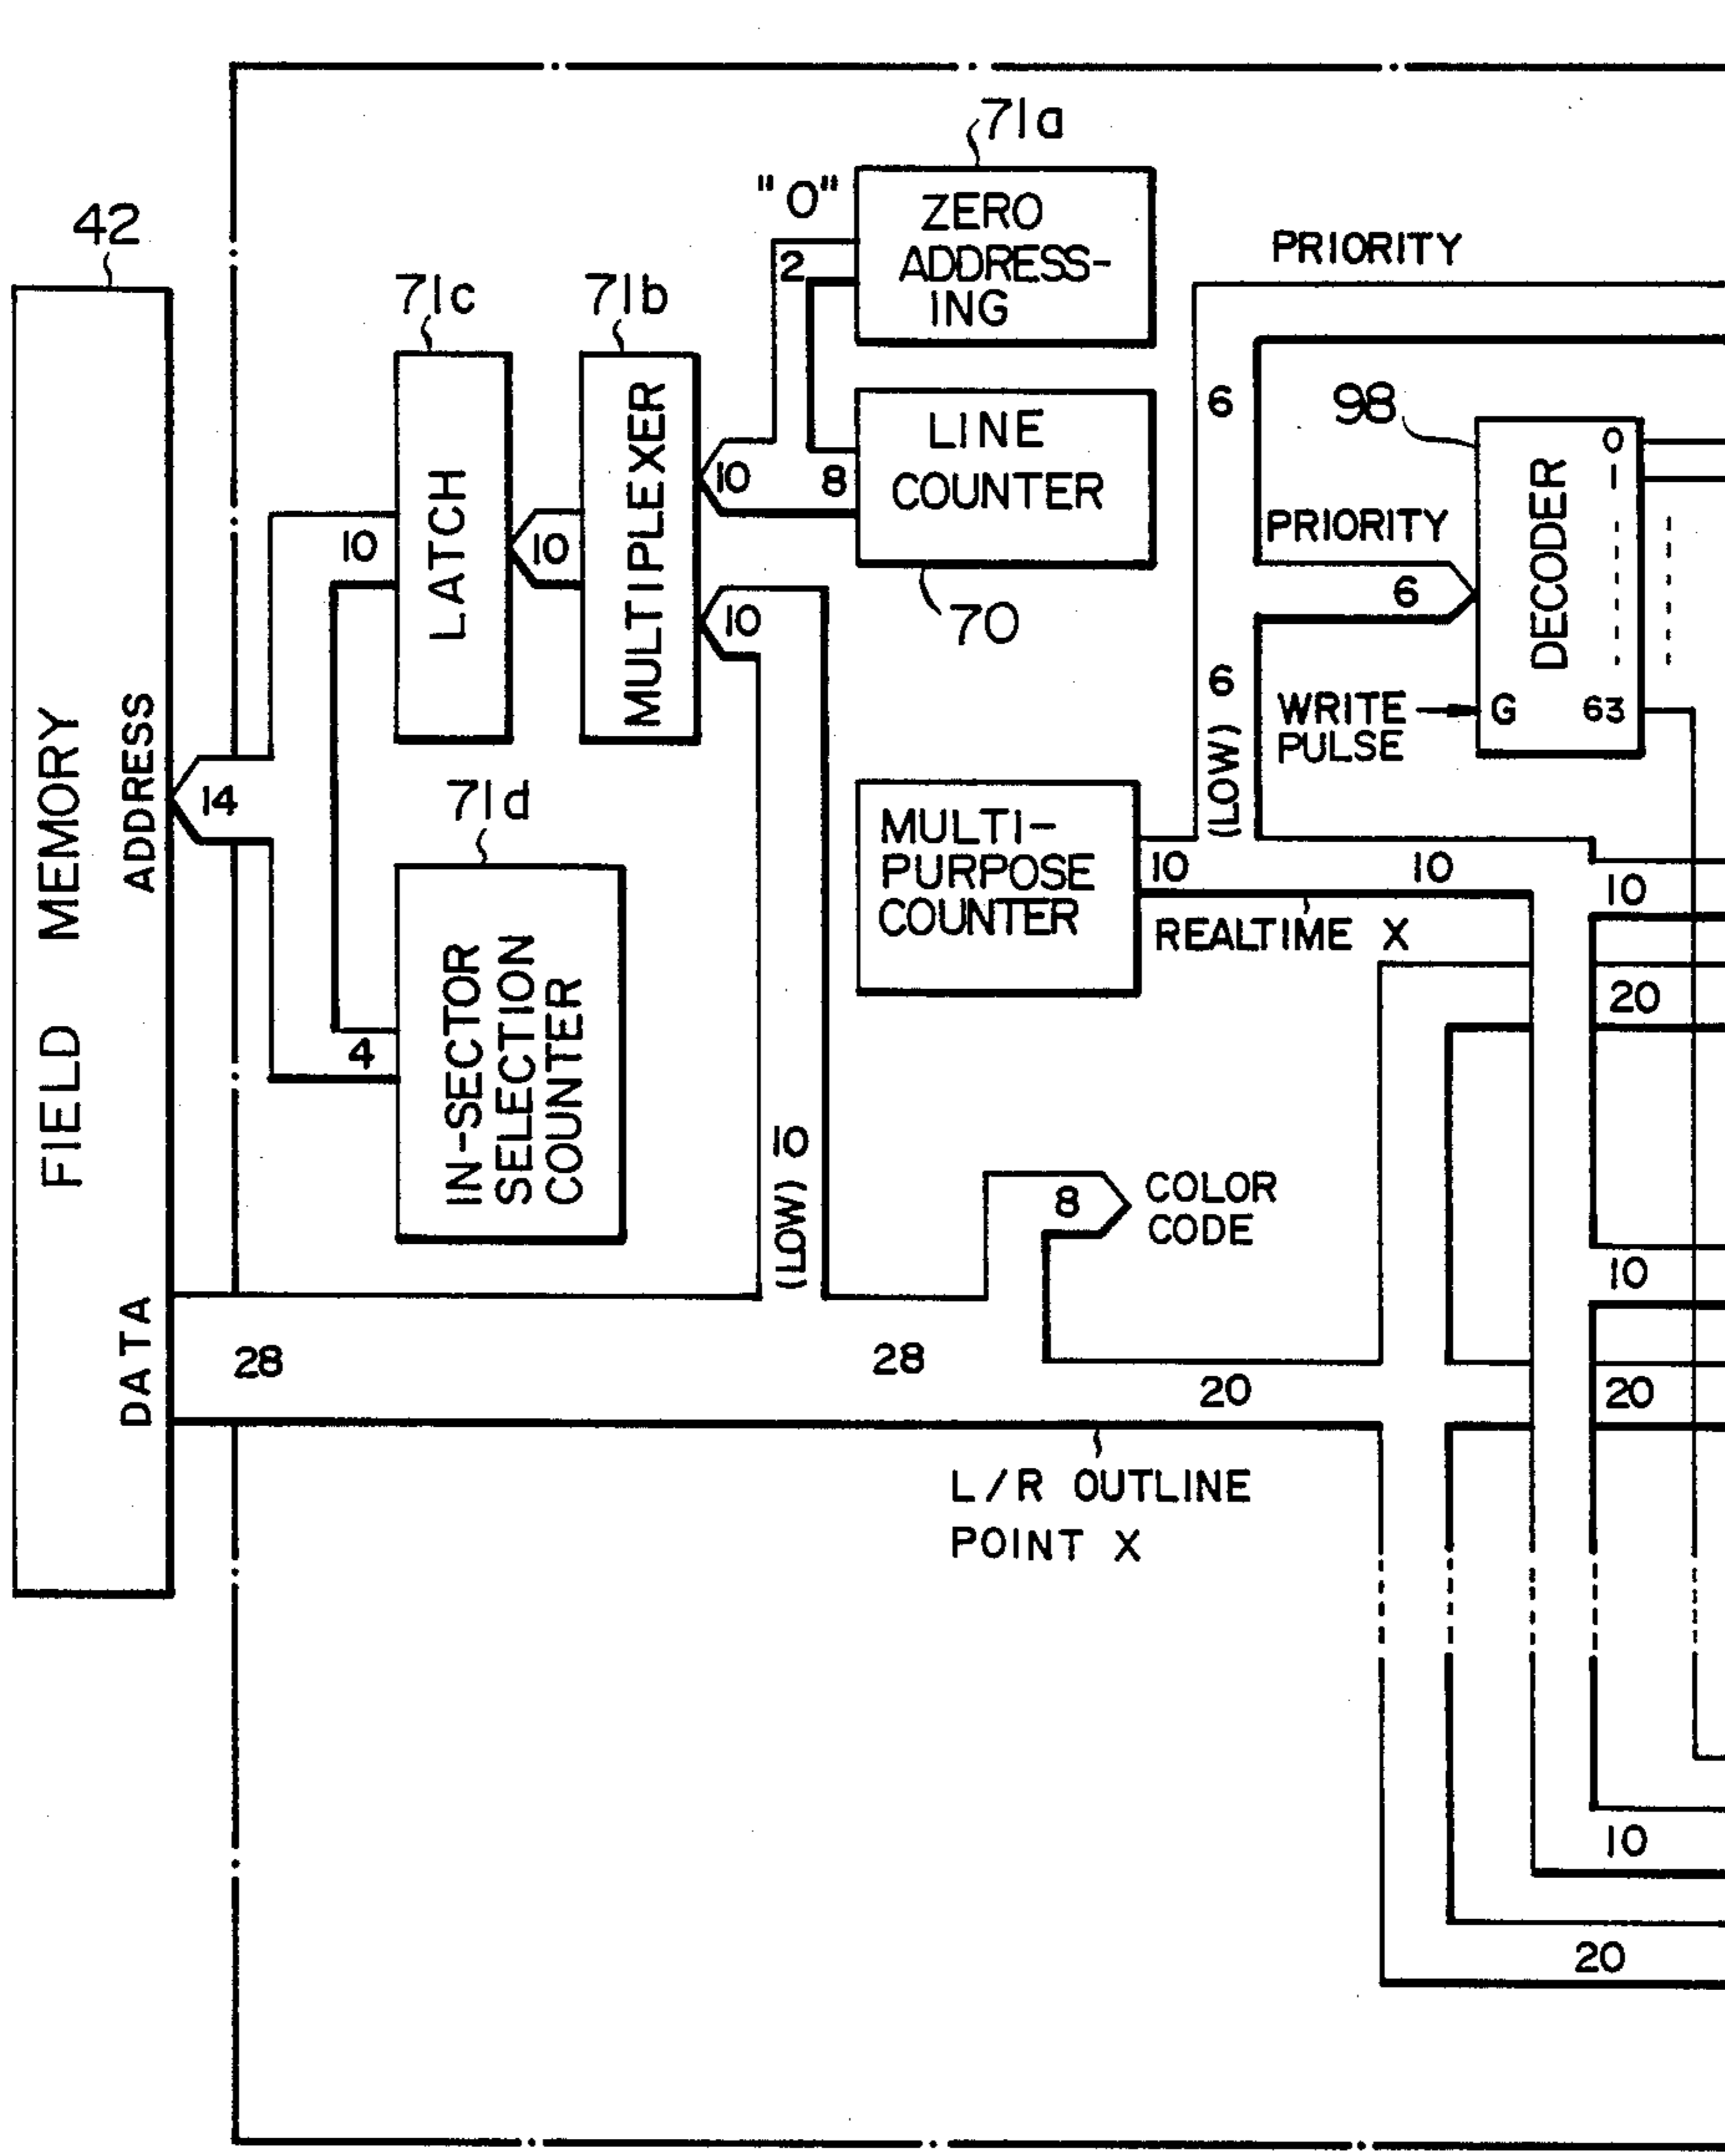 42
FIELD MEMORY
ADDRESS
DATA
14
71c
LATCH
10
10
71b
MULTIPLEXER
10
10
71a
"0"
2
ZERO
ADDRESS-
ING
8
LINE
COUNTER
70
71d
IN-SECTOR
SELECTION
COUNTER
4
MULTI-
PURPOSE
COUNTER
10
10
REALTIME X
PRIORITY
6
98
PRIORITY
6
DECODER
0
1
63
G
WRITE
PULSE
(LOW) 6
10
20
10
20
10
20
(LOW) 10
8
COLOR
CODE
28
28
20
L/R OUTLINE
POINT X